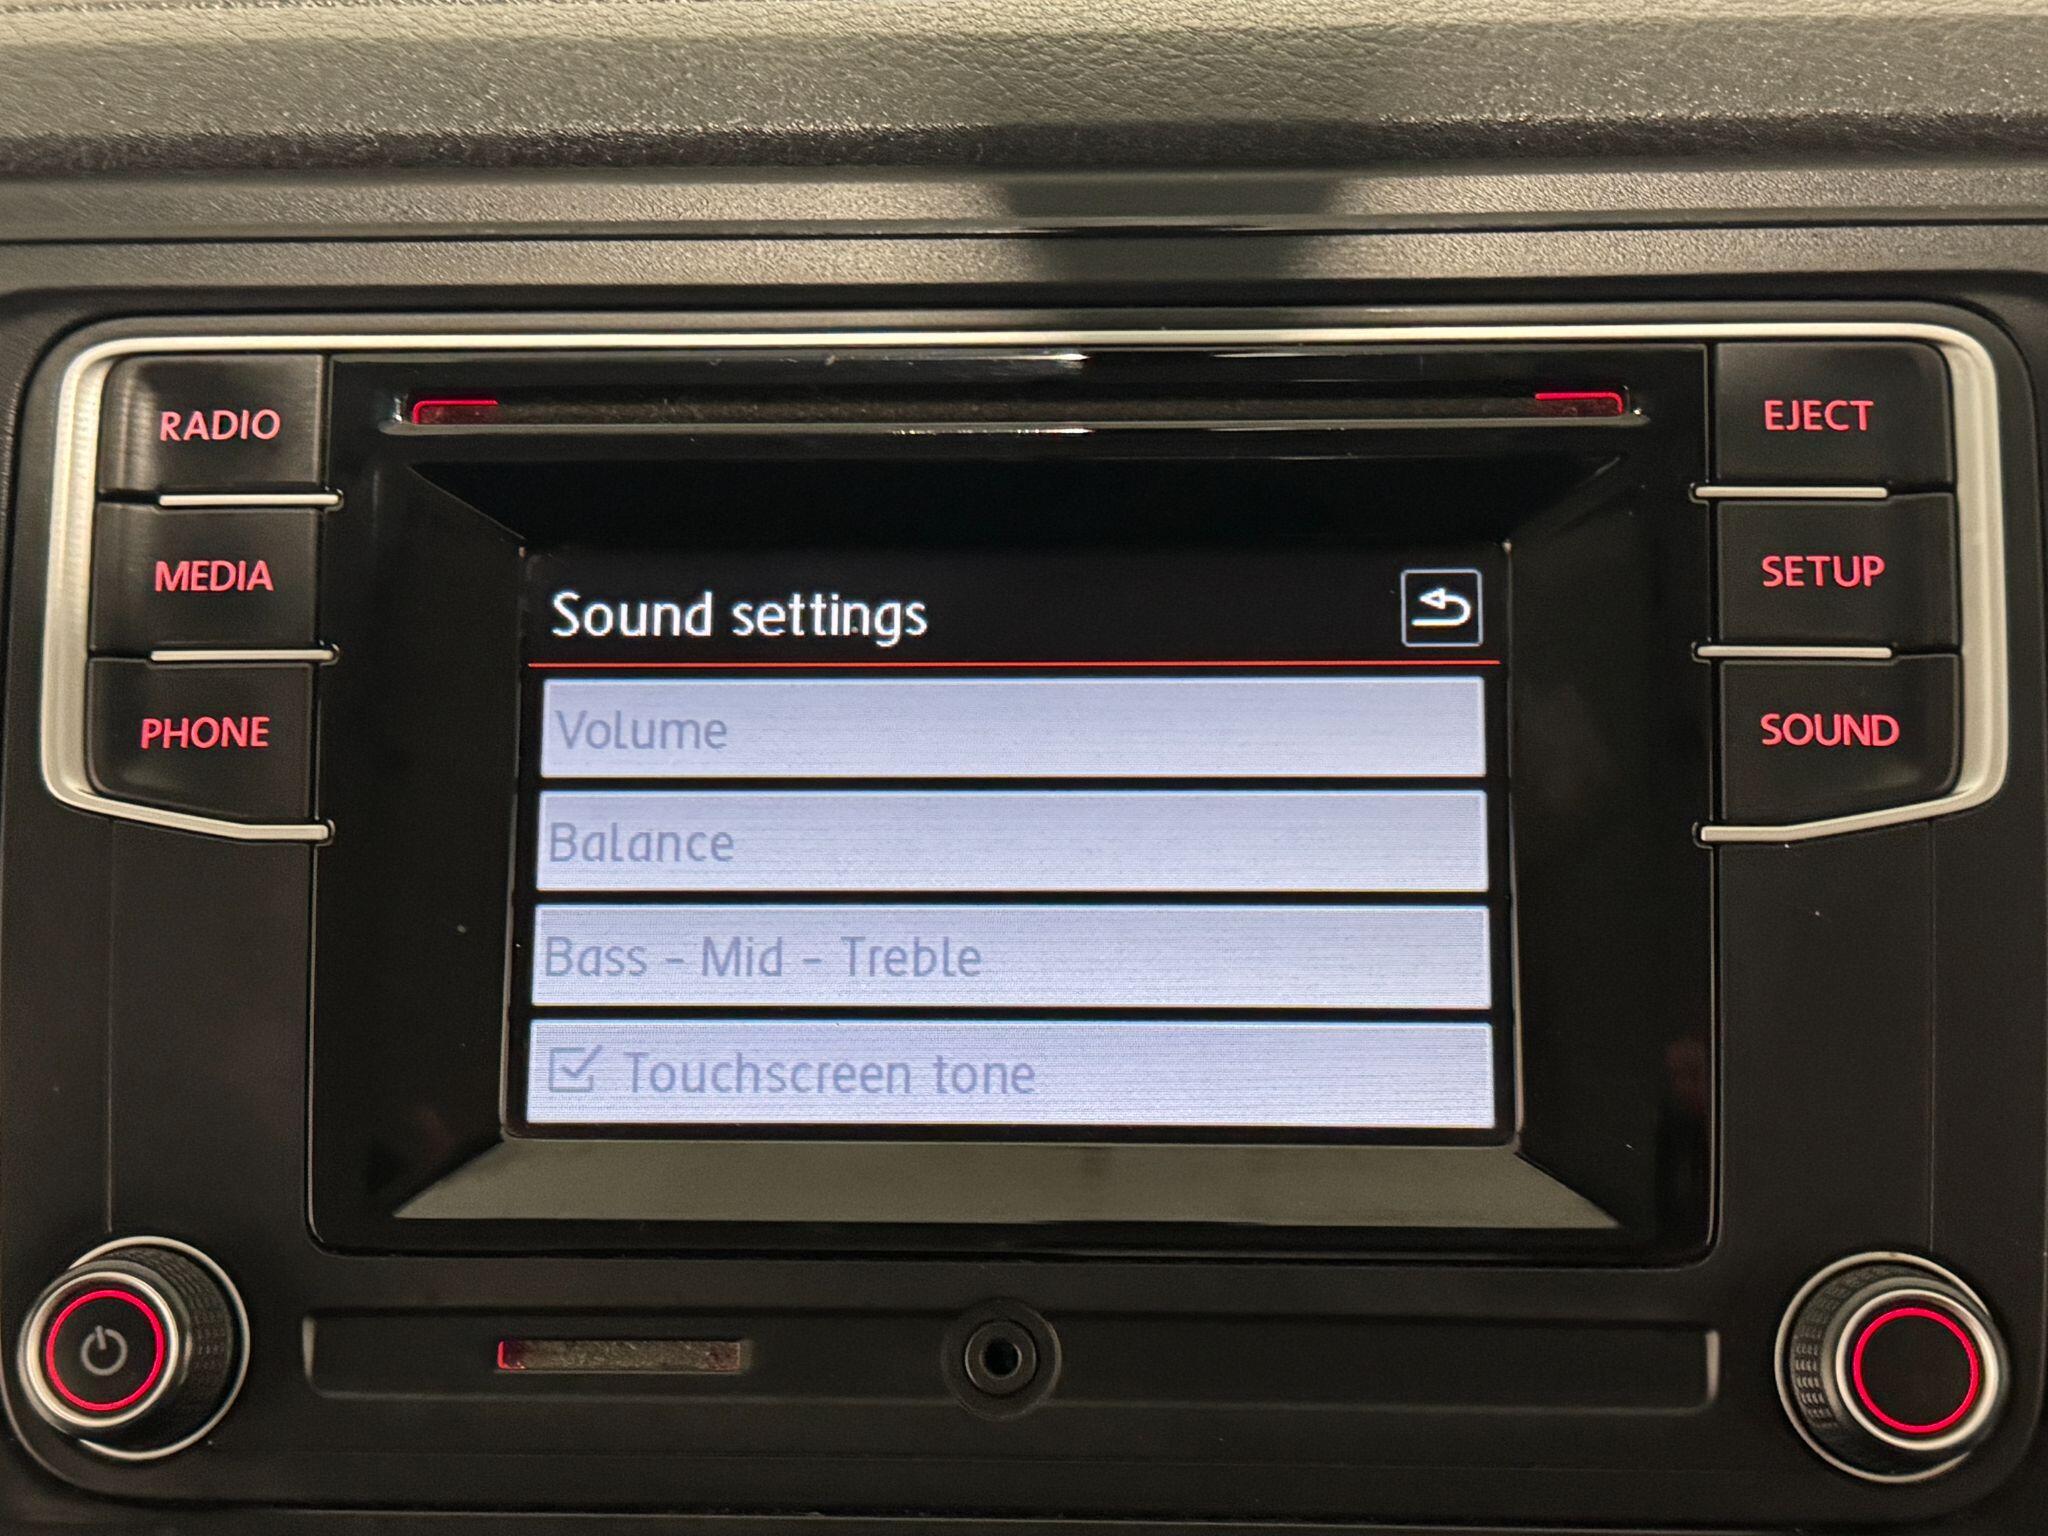 RADIO
MEDIA
PHONE
Sound settings
Volume
Balance
Bass - Mid - Treble
Touchscreen tone
EJECT
SETUP
SOUND